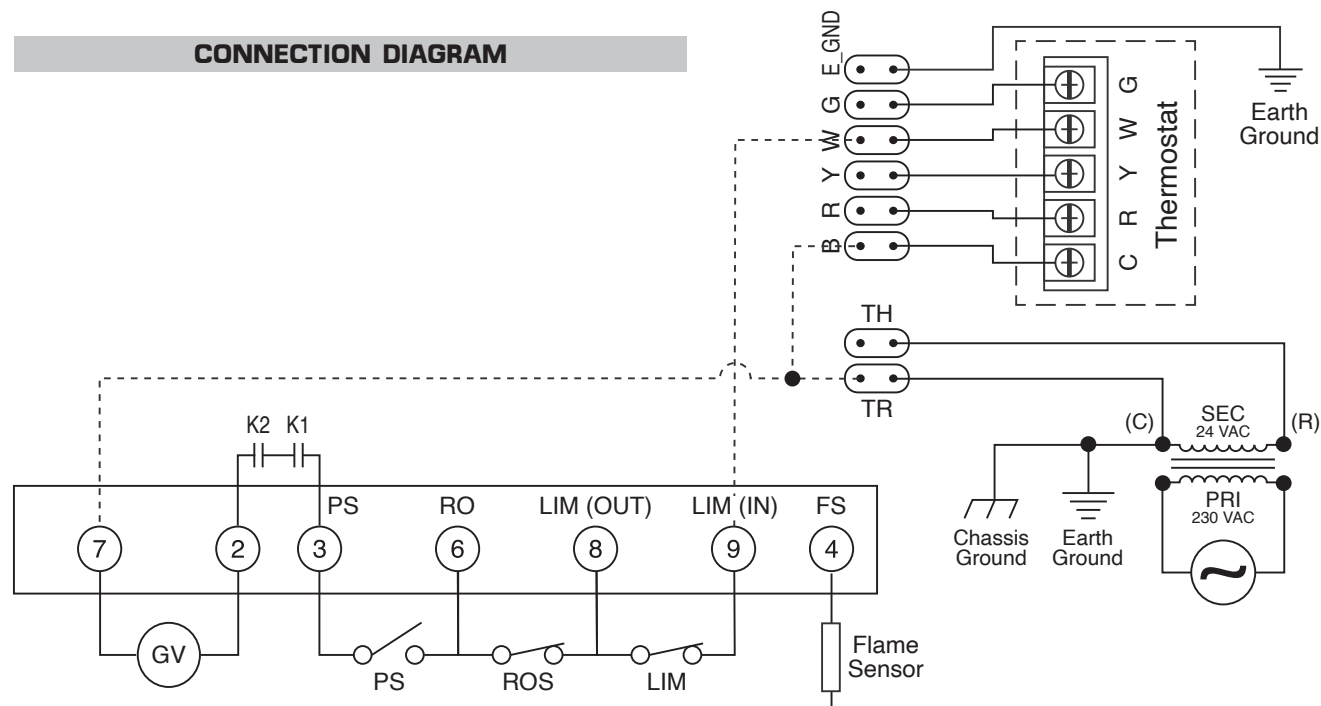 CONNECTION DIAGRAM
E_GND
G
W
Y
R
B
G
W
Y
R
C
Thermostat
Earth
Ground
TH
TR
(C)
SEC
24 VAC
(R)
PRI
230 VAC
Chassis
Ground
Earth
Ground
K2 K1
PS RO LIM (OUT) LIM (IN) FS
7 2 3 6 8 9 4
GV
PS ROS LIM
Flame
Sensor